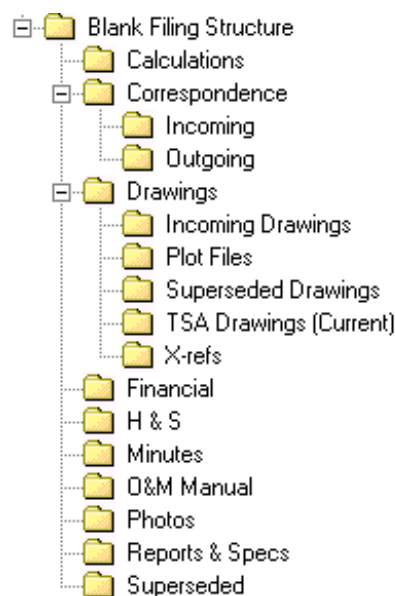 Blank Filing Structure
Calculations
Correspondence
Incoming
Outgoing
Drawings
Incoming Drawings
Plot Files
Superseded Drawings
TSA Drawings (Current)
X-refs
Financial
H & S
Minutes
O&M Manual
Photos
Reports & Specs
Superseded